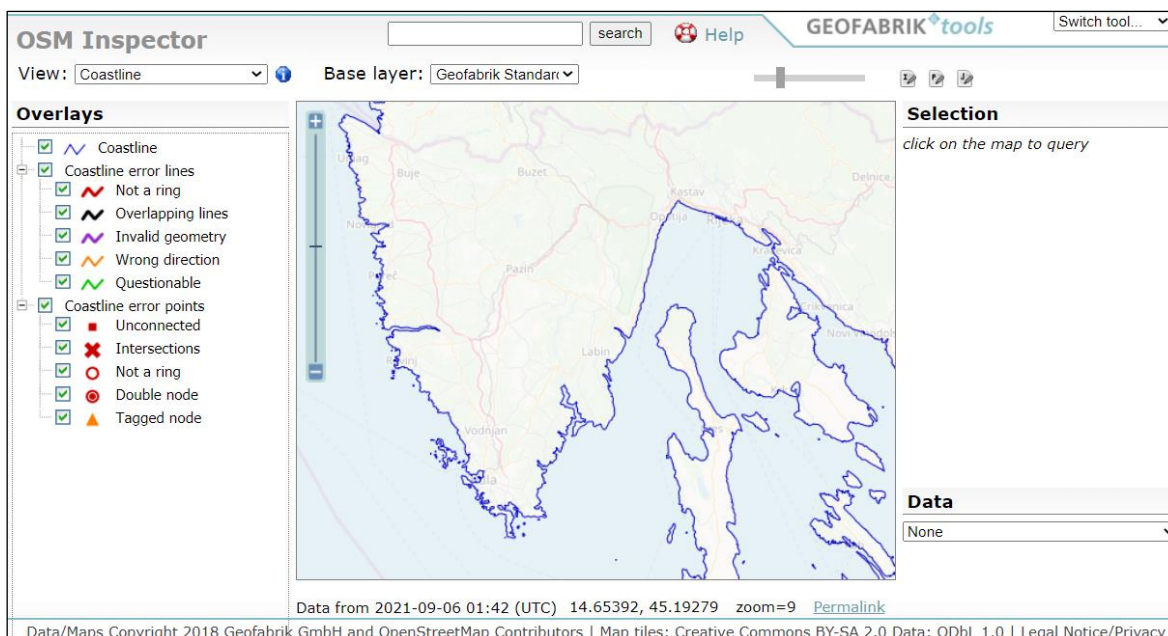 OSM Inspector
search
Help
GEOFABRIK tools
Switch tool...
View: Coastline
Base layer: Geofabrik Standard
Overlays
Coastline
Coastline error lines
Not a ring
Overlapping lines
Invalid geometry
Wrong direction
Questionable
Coastline error points
Unconnected
Intersections
Not a ring
Double node
Tagged node
Umag
Buje
Buzet
Kastav
Delnice
Opatija
Rijeka
Kraljevica
Pazin
Poreč
Crikvenica
Labin
Rovinj
Krk
Vodnjan
Cres
Selection
click on the map to query
Data
None
Data from 2021-09-06 01:42 (UTC) 14.65392, 45.19279 zoom=9 Permalink
Data/Maps Copyright 2018 Geofabrik GmbH and OpenStreetMap Contributors | Map tiles: Creative Commons BY-SA 2.0 Data: ODbL 1.0 | Legal Notice/Privacy